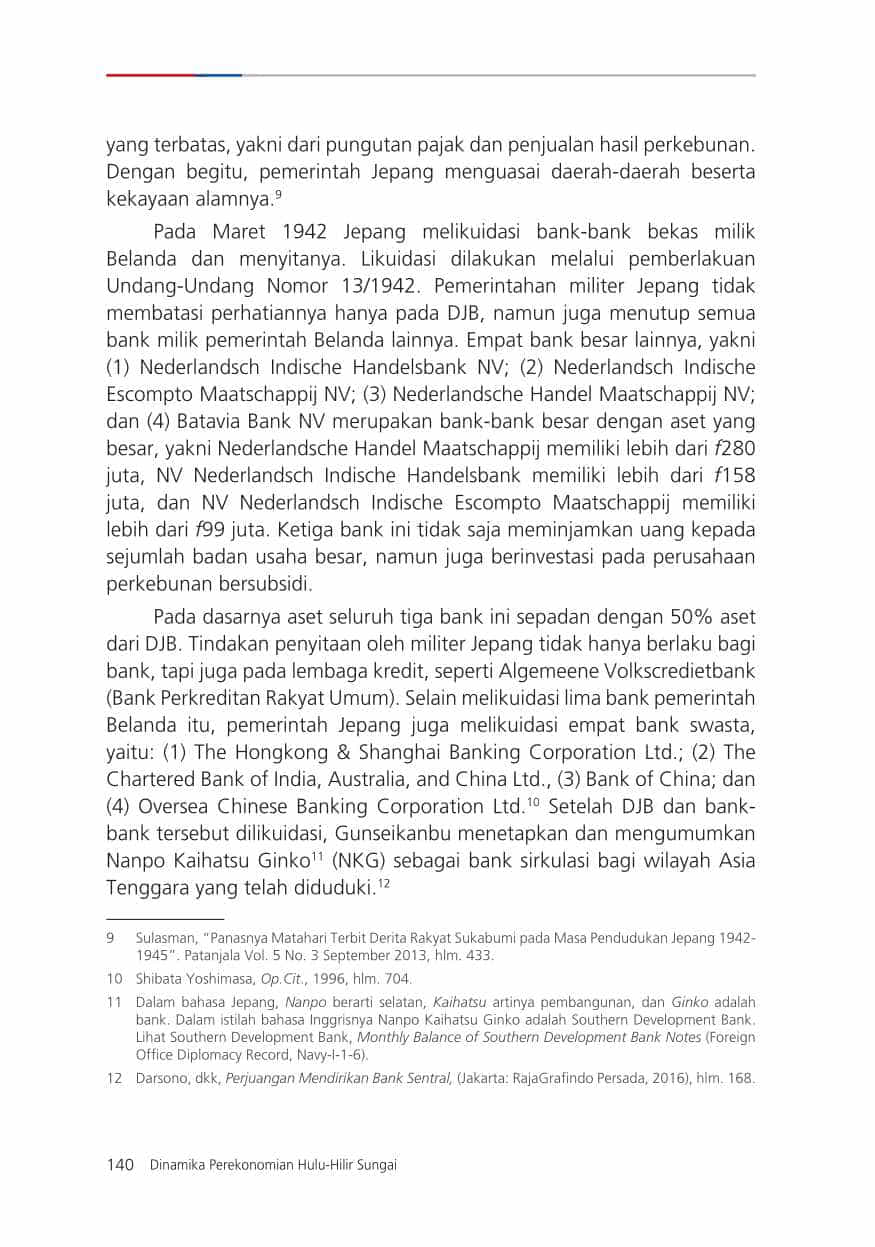 yang terbatas, yakni dari pungutan pajak dan penjualan hasil perkebunan.
Dengan begitu, pemerintah Jepang menguasai daerah-daerah beserta
kekayaan alamnya.⁹
Pada Maret 1942 Jepang melikuidasi bank-bank bekas milik
Belanda dan menyitanya. Likuidasi dilakukan melalui pemberlakuan
Undang-Undang Nomor 13/1942. Pemerintahan militer Jepang tidak
membatasi perhatiannya hanya pada DJB, namun juga menutup semua
bank milik pemerintah Belanda lainnya. Empat bank besar lainnya, yakni
(1) Nederlandsch Indische Handelsbank NV; (2) Nederlandsch Indische
Escompto Maatschappij NV; (3) Nederlandsche Handel Maatschappij NV;
dan (4) Batavia Bank NV merupakan bank-bank besar dengan aset yang
besar, yakni Nederlandsche Handel Maatschappij memiliki lebih dari f280
juta, NV Nederlandsch Indische Handelsbank memiliki lebih dari f158
juta, dan NV Nederlandsch Indische Escompto Maatschappij memiliki
lebih dari f99 juta. Ketiga bank ini tidak saja meminjamkan uang kepada
sejumlah badan usaha besar, namun juga berinvestasi pada perusahaan
perkebunan bersubsidi.
Pada dasarnya aset seluruh tiga bank ini sepadan dengan 50% aset
dari DJB. Tindakan penyitaan oleh militer Jepang tidak hanya berlaku bagi
bank, tapi juga pada lembaga kredit, seperti Algemeene Volkscredietbank
(Bank Perkreditan Rakyat Umum). Selain melikuidasi lima bank pemerintah
Belanda itu, pemerintah Jepang juga melikuidasi empat bank swasta,
yaitu: (1) The Hongkong & Shanghai Banking Corporation Ltd.; (2) The
Chartered Bank of India, Australia, and China Ltd., (3) Bank of China; dan
(4) Oversea Chinese Banking Corporation Ltd.¹⁰ Setelah DJB dan bank-
bank tersebut dilikuidasi, Gunseikanbu menetapkan dan mengumumkan
Nanpo Kaihatsu Ginko¹¹ (NKG) sebagai bank sirkulasi bagi wilayah Asia
Tenggara yang telah diduduki.¹²
9 Sulasman, “Panasnya Matahari Terbit Derita Rakyat Sukabumi pada Masa Pendudukan Jepang 1942-
1945”. Patanjala Vol. 5 No. 3 September 2013, hlm. 433.
10 Shibata Yoshimasa, Op.Cit., 1996, hlm. 704.
11 Dalam bahasa Jepang, Nanpo berarti selatan, Kaihatsu artinya pembangunan, dan Ginko adalah
bank. Dalam istilah bahasa Inggrisnya Nanpo Kaihatsu Ginko adalah Southern Development Bank.
Lihat Southern Development Bank, Monthly Balance of Southern Development Bank Notes (Foreign
Office Diplomacy Record, Navy-I-1-6).
12 Darsono, dkk, Perjuangan Mendirikan Bank Sentral, (Jakarta: RajaGrafindo Persada, 2016), hlm. 168.
140 Dinamika Perekonomian Hulu-Hilir Sungai